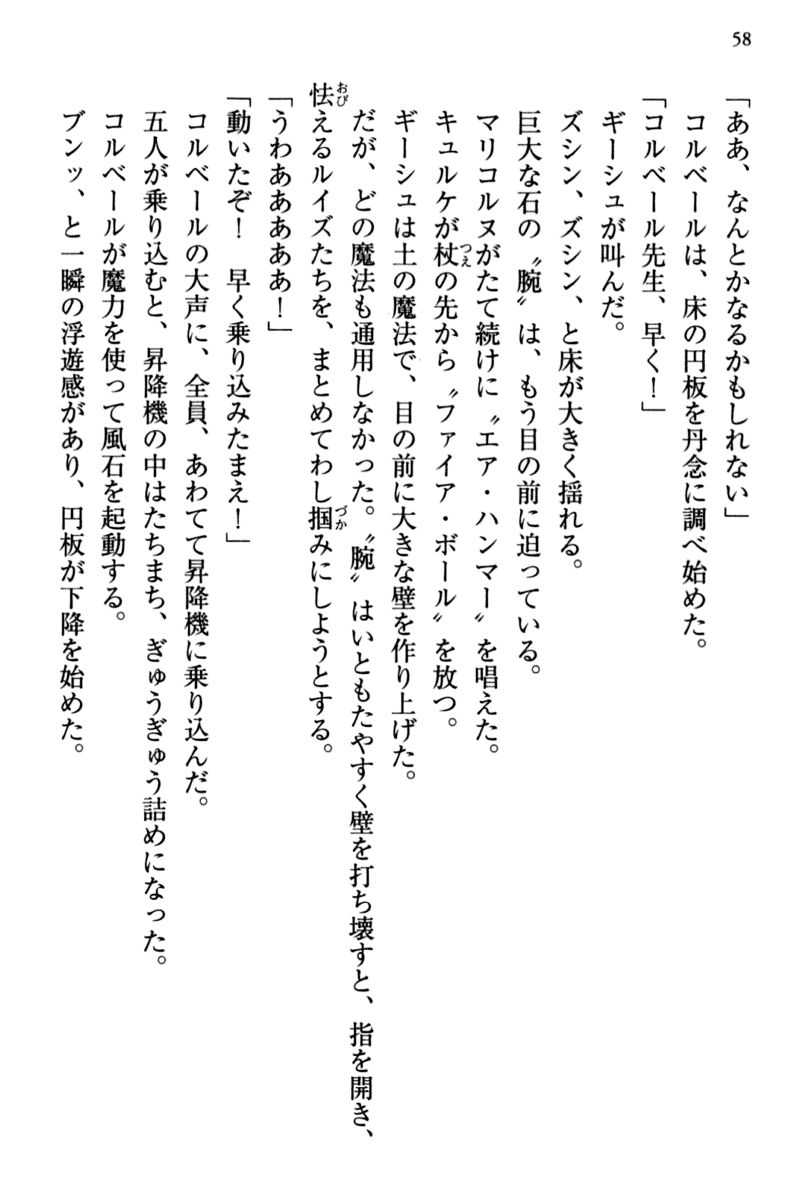 58
「ああ、なんとかなるかもしれない」
コルベールは、床の円板を丹念に調べ始めた。
「コルベール先生、早く!」
ギーシュが叫んだ。
ズシン、ズシン、と床が大きく揺れる。
巨大な石の〝腕〟は、もう目の前に迫っている。
マリコルヌがたて続けに〝エア・ハンマー〟を唱えた。
キュルケが杖の先から〝ファイア・ボール〟を放つ。
ギーシュは土の魔法で、目の前に大きな壁を作り上げた。
だが、どの魔法も通用しなかった。〝腕〟はいともたやすく壁を打ち壊すと、指を開き、
怯えるルイズたちを、まとめてわし掴みにしようとする。
「うわああああぁ!」
「動いたぞ! 早く乗り込みたまえ!」
コルベールの大声に、全員、あわてて昇降機に乗り込んだ。
五人が乗り込むと、昇降機の中はたちまち、ぎゅうぎゅう詰めになった。
コルベールが魔力を使って風石を起動する。
ブンッ、と一瞬の浮遊感があり、円板が下降を始めた。